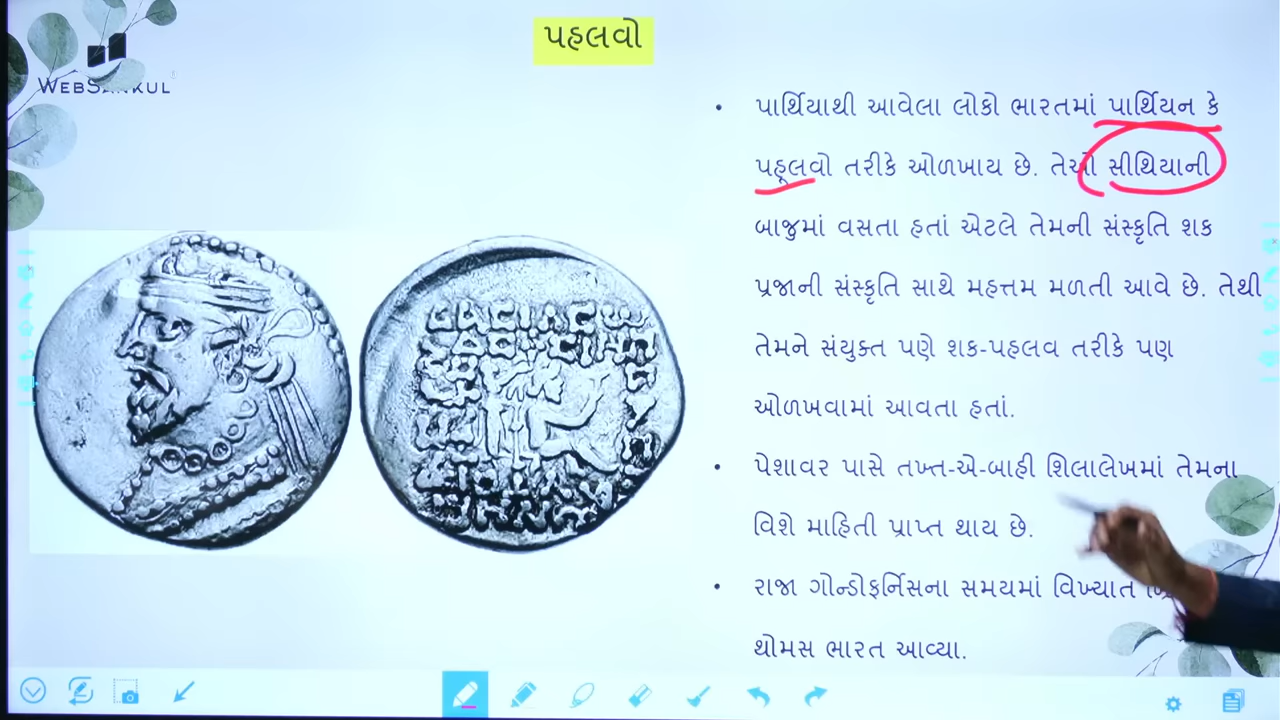 પહલવો
WEBSANKUL
પાર્થિયાથી આવેલા લોકો ભારતમાં પાર્થિયન કે
પહ્લવો તરીકે ઓળખાય છે. તેઓ સીથિયાની
બાજુમાં વસતા હતાં એટલે તેમની સંસ્કૃતિ શક
પ્રજાની સંસ્કૃતિ સાથે મહત્તમ મળતી આવે છે. તેથી
તેમને સંયુક્ત પણે શક-પહલવ તરીકે પણ
ઓળખવામાં આવતા હતાં.
પેશાવર પાસે તખ્ત-એ-બાહી શિલાલેખમાં તેમના
વિશે માહિતી પ્રાપ્ત થાય છે.
રાજા ગોન્ડોફર્નિસના સમયમાં વિખ્યાત
થોમસ ભારત આવ્યા.